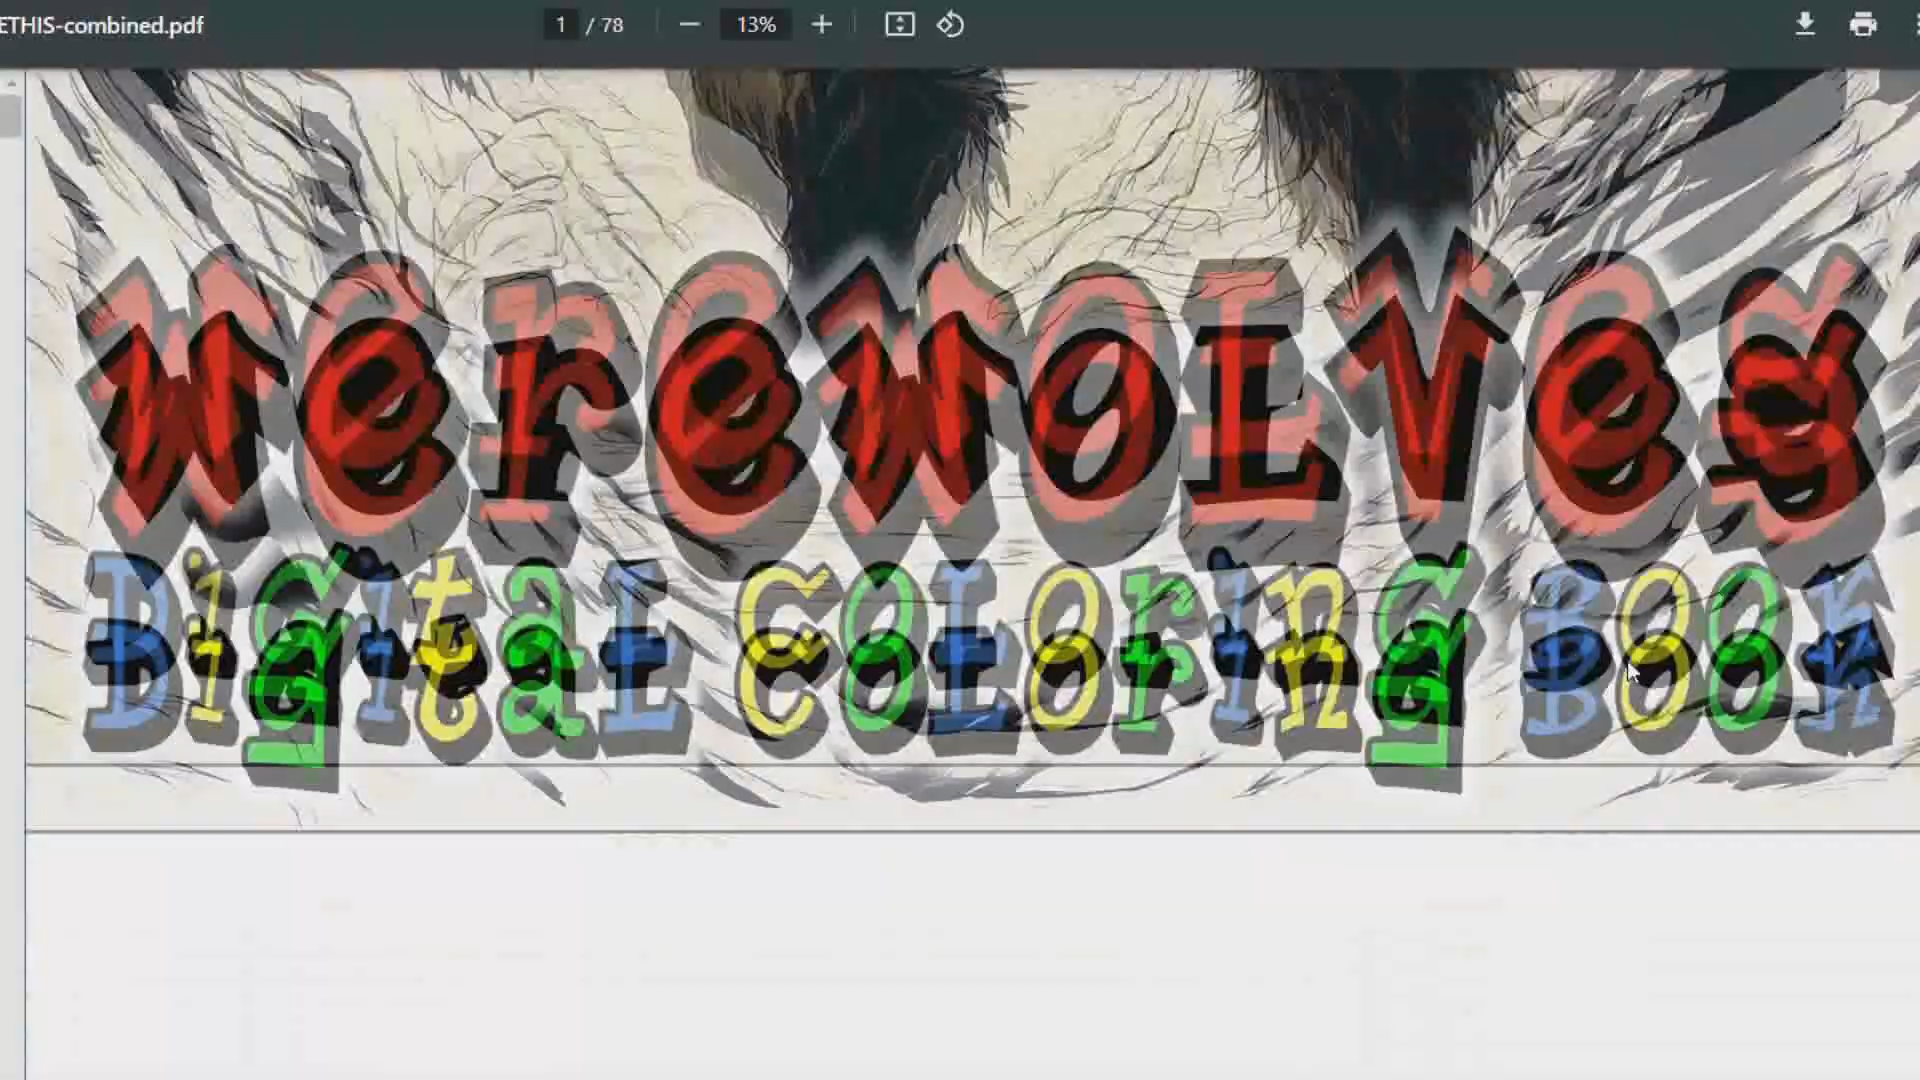 ETHIS-combined.pdf 1 / 78 13%
Werewolves
Digital Coloring Book